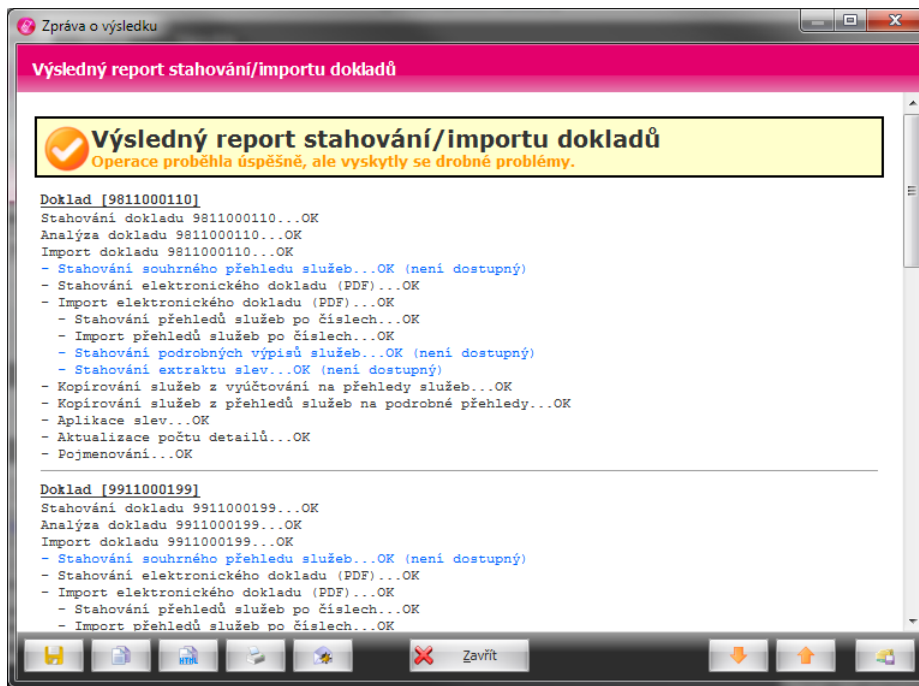 Zpráva o výsledku
Výsledný report stahování/importu dokladů
Výsledný report stahování/importu dokladů
Operace proběhla úspěšně, ale vyskytly se drobné problémy.
Doklad [9811000110]
Stahování dokladu 9811000110...OK
Analýza dokladu 9811000110...OK
Import dokladu 9811000110...OK
- Stahování souhrného přehledu služeb...OK (není dostupný)
- Stahování elektronického dokladu (PDF)...OK
- Import elektronického dokladu (PDF)...OK
- Stahování přehledů služeb po číslech...OK
- Import přehledů služeb po číslech...OK
- Stahování podrobných výpisů služeb...OK (není dostupný)
- Stahování extraktu slev...OK (není dostupný)
- Kopírování služeb z vyúčtování na přehledy služeb...OK
- Kopírování služeb z přehledů služeb na podrobné přehledy...OK
- Aplikace slev...OK
- Aktualizace počtu detailů...OK
- Pojmenování...OK
Doklad [9911000199]
Stahování dokladu 9911000199...OK
Analýza dokladu 9911000199...OK
Import dokladu 9911000199...OK
- Stahování souhrného přehledu služeb...OK (není dostupný)
- Stahování elektronického dokladu (PDF)...OK
- Import elektronického dokladu (PDF)...OK
- Stahování přehledů služeb po číslech...OK
- Import přehledů služeb po číslech...OK
HTML
Zavřít